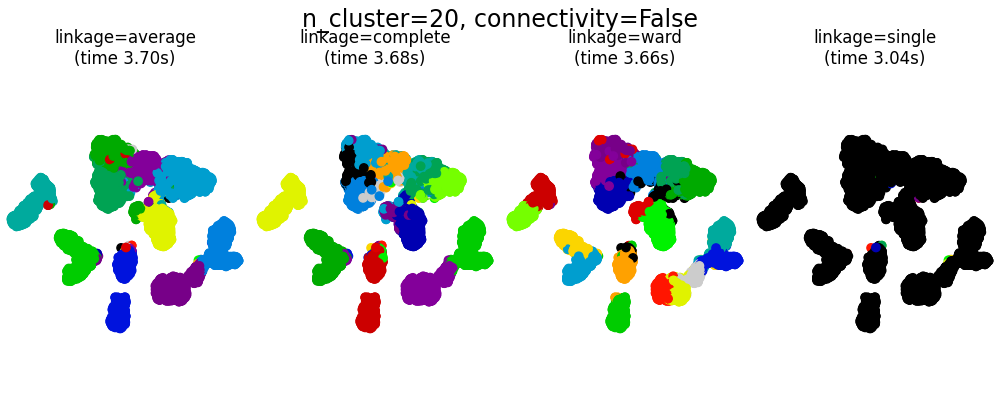 n_cluster=20, connectivity=False
linkage=average
(time 3.70s)
linkage=complete
(time 3.68s)
linkage=ward
(time 3.66s)
linkage=single
(time 3.04s)